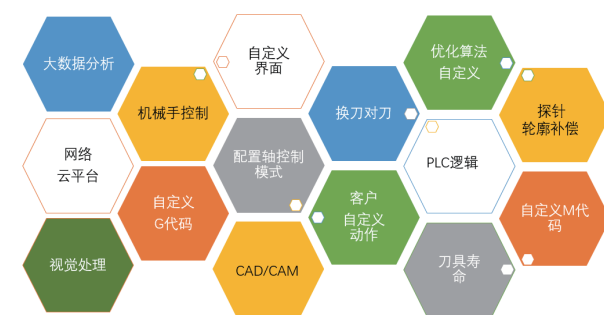 大数据分析
网络
云平台
视觉处理
机械手控制
自定义
G代码
自定义
界面
配置轴控制
模式
CAD/CAM
换刀对刀
客户
自定义
动作
优化算法
自定义
PLC逻辑
刀具寿
命
探针
轮廓补偿
自定义M代
码